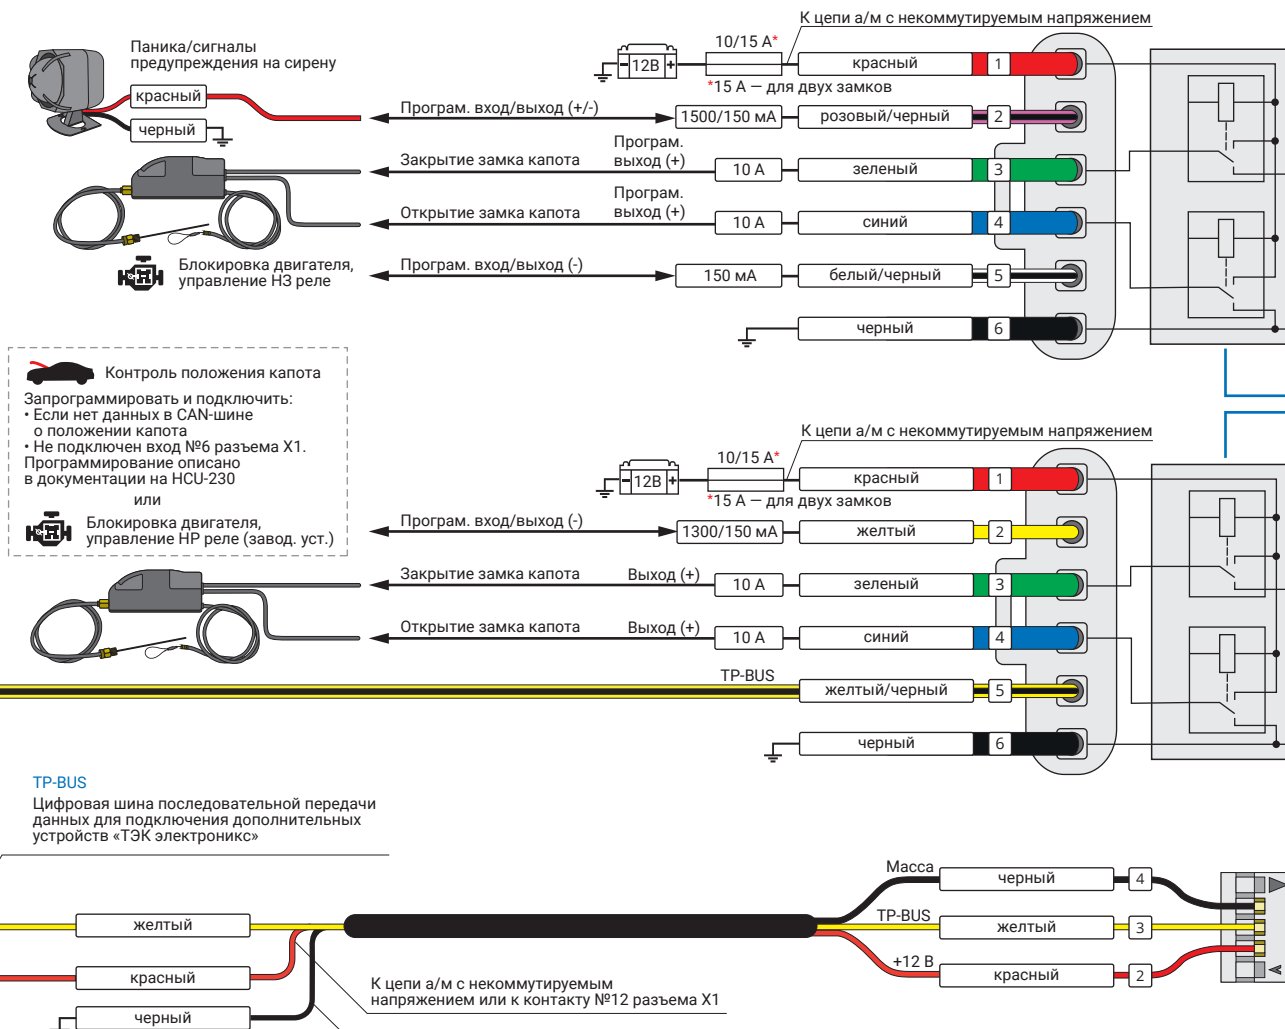 К цепи а/м с некоммутируемым напряжением
Паника/сигналы
предупреждения на сирену
красный
черный
12В
10/15 А*
*15 А — для двух замков
красный
1
Програм. вход/выход (+/-)
1500/150 мА
розовый/черный
2
Закрытие замка капота
Програм.
выход (+)
10 А
зеленый
3
Открытие замка капота
Програм.
выход (+)
10 А
синий
4
Блокировка двигателя,
управление НЗ реле
Програм. вход/выход (-)
150 мА
белый/черный
5
черный
6
Контроль положения капота
Запрограммировать и подключить:
• Если нет данных в CAN-шине
о положении капота
• Не подключен вход №6 разъема X1.
Программирование описано
в документации на HCU-230
или
Блокировка двигателя,
управление НР реле (завод. уст.)
К цепи а/м с некоммутируемым напряжением
12В
10/15 А*
*15 А — для двух замков
красный
1
Програм. вход/выход (-)
1300/150 мА
желтый
2
Закрытие замка капота
Выход (+)
10 А
зеленый
3
Открытие замка капота
Выход (+)
10 А
синий
4
TP-BUS
желтый/черный
5
черный
6
TP-BUS
Цифровая шина последовательной передачи
данных для подключения дополнительных
устройств «ТЭК электроникс»
желтый
красный
черный
К цепи а/м с некоммутируемым
напряжением или к контакту №12 разъема X1
Масса
черный
4
TP-BUS
желтый
3
+12 В
красный
2